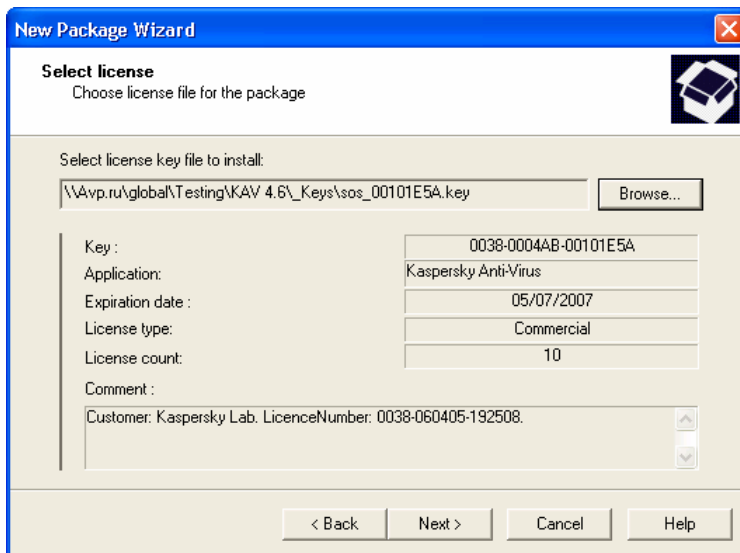 New Package Wizard
Select license
Choose license file for the package
Select license key file to install:
\\Avp.ru\global\Testing\KAV 4.6\_Keys\sos_00101E5A.key
Browse...
Key : 0038-0004AB-00101E5A
Application: Kaspersky Anti-Virus
Expiration date : 05/07/2007
License type: Commercial
License count: 10
Comment :
Customer: Kaspersky Lab. LicenceNumber: 0038-060405-192508.
< Back Next > Cancel Help